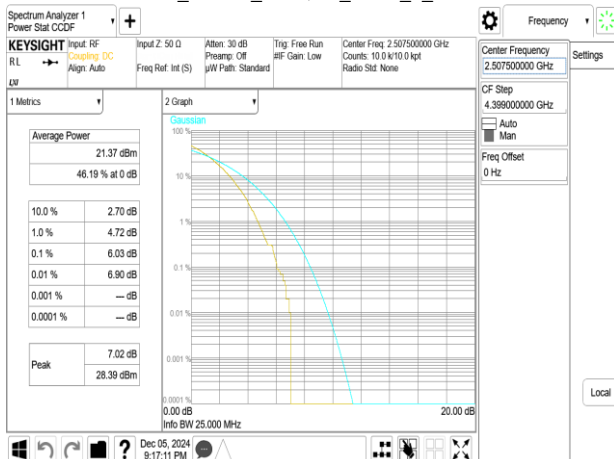 Spectrum Analyzer 1
Power Stat CCDF
Frequency
KEYSIGHT
RL
LXI
Input: RF
Coupling: DC
Align: Auto
Input Z: 50 Ω
Freq Ref: Int (S)
Atten: 30 dB
Preamp: Off
µW Path: Standard
Trig: Free Run
#IF Gain: Low
Center Freq: 2.507500000 GHz
Counts: 10.0 k/10.0 kpt
Radio Std: None
Center Frequency
2.507500000 GHz
Settings
CF Step
4.399000000 GHz
Auto
Man
Freq Offset
0 Hz
1 Metrics
Average Power
21.37 dBm
46.19 % at 0 dB
10.0 % 2.70 dB
1.0 % 4.72 dB
0.1 % 6.03 dB
0.01 % 6.90 dB
0.001 % — dB
0.0001 % — dB
Peak
7.02 dB
28.39 dBm
2 Graph
Gaussian
100 %
10 %
1 %
0.1 %
0.01 %
0.001 %
0.0001 %
0.00 dB 20.00 dB
Info BW 25.000 MHz
Local
?
Dec 05, 2024
9:17:11 PM